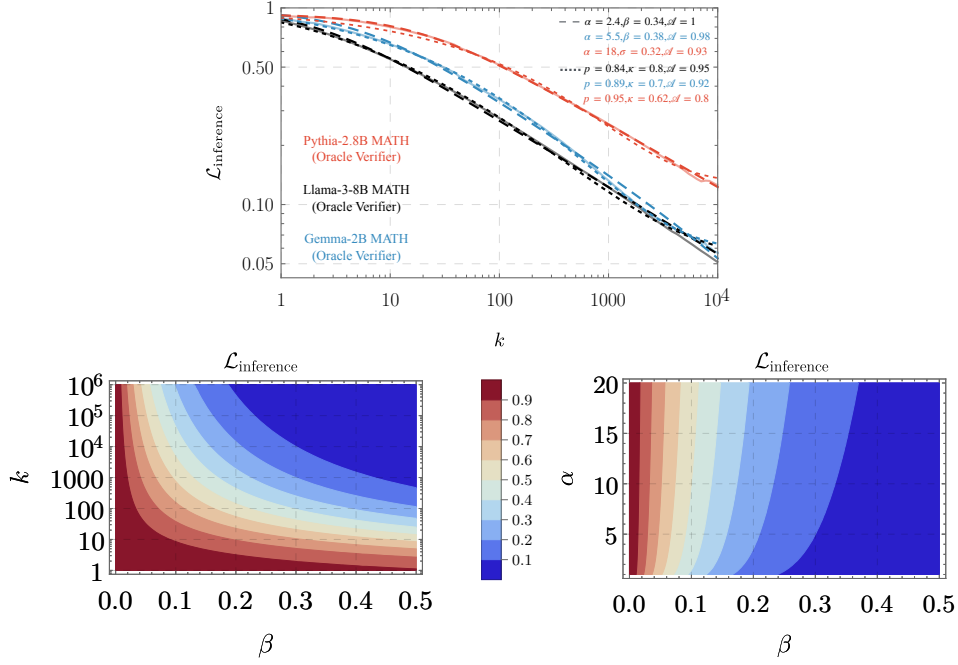 1
0.50
0.10
0.05
ℒinference
α = 2.4,β = 0.34,𝒜 = 1
α = 5.5,β = 0.38,𝒜 = 0.98
α = 18,σ = 0.32,𝒜 = 0.93
p = 0.84,κ = 0.8,𝒜 = 0.95
p = 0.89,κ = 0.7,𝒜 = 0.92
p = 0.95,κ = 0.62,𝒜 = 0.8
Pythia-2.8B MATH
(Oracle Verifier)
Llama-3-8B MATH
(Oracle Verifier)
Gemma-2B MATH
(Oracle Verifier)
1 10 100 1000 10⁴
k
ℒinference
10⁶
10⁵
10⁴
1000
100
10
1
k
0.0 0.1 0.2 0.3 0.4 0.5
β
0.9
0.8
0.7
0.6
0.5
0.4
0.3
0.2
0.1
ℒinference
20
15
10
5
α
0.0 0.1 0.2 0.3 0.4 0.5
β